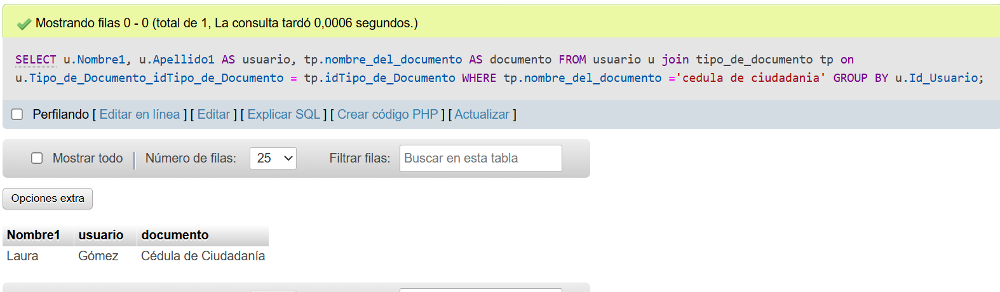 Mostrando filas 0 - 0 (total de 1, La consulta tardó 0,0006 segundos.)
SELECT u.Nombre1, u.Apellido1 AS usuario, tp.nombre_del_documento AS documento FROM usuario u join tipo_de_documento tp on
u.Tipo_de_Documento_idTipo_de_Documento = tp.idTipo_de_Documento WHERE tp.nombre_del_documento ='cedula de ciudadania' GROUP BY u.Id_Usuario;
Perfilando [ Editar en línea ] [ Editar ] [ Explicar SQL ] [ Crear código PHP ] [ Actualizar ]
Mostrar todo | Número de filas: 25 Filtrar filas: Buscar en esta tabla
Opciones extra
Nombre1 usuario documento
Laura Gómez Cédula de Ciudadanía